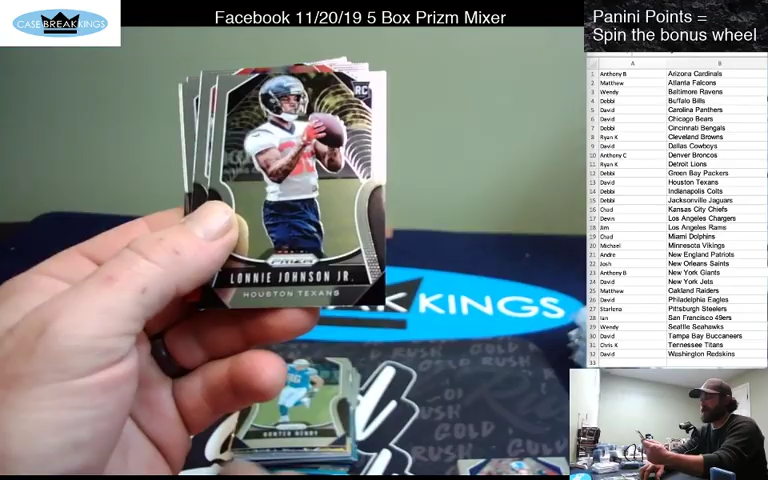 Facebook 11/20/19 5 Box Prizm Mixer
CASE BREAK KINGS
Panini Points =
Spin the bonus wheel
A B
1 Anthony B Arizona Cardinals
2 Matthew Atlanta Falcons
3 Wendy Baltimore Ravens
4 Debbi Buffalo Bills
5 David Carolina Panthers
6 David Chicago Bears
7 Debbi Cincinnati Bengals
8 Ryan K Cleveland Browns
9 David Dallas Cowboys
10 Anthony C Denver Broncos
11 Ryan K Detroit Lions
12 Debbi Green Bay Packers
13 David Houston Texans
14 Debbi Indianapolis Colts
15 Debbi Jacksonville Jaguars
16 Chad Kansas City Chiefs
17 Devin Los Angeles Chargers
18 Jim Los Angeles Rams
19 Chad Miami Dolphins
20 Michael Minnesota Vikings
21 Andre New England Patriots
22 Josh New Orleans Saints
23 Anthony B New York Giants
24 David New York Jets
25 Matthew Oakland Raiders
26 David Philadelphia Eagles
27 Starlena Pittsburgh Steelers
28 Ian San Francisco 49ers
29 Wendy Seattle Seahawks
30 David Tampa Bay Buccaneers
31 Chris K Tennessee Titans
32 David Washington Redskins
33
RC
PRIZM
LONNIE JOHNSON JR.
HOUSTON TEXANS
KINGS
HUNTER HENRY
RUSH GOLD
GOLD
RUSH